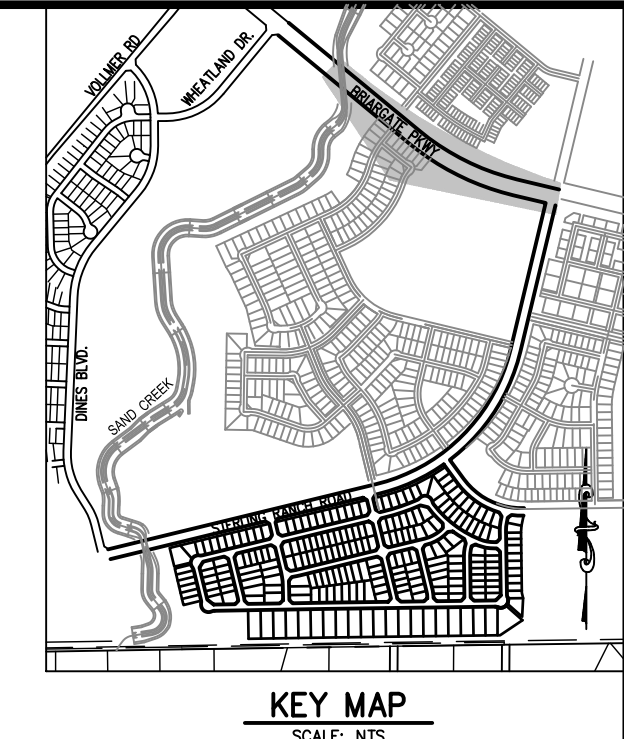 VOLLMER RD
WHEATLAND DR.
BRIARGATE PKWY
DINES BLVD.
SAND CREEK
STERLING RANCH ROAD
KEY MAP
SCALE: NTS